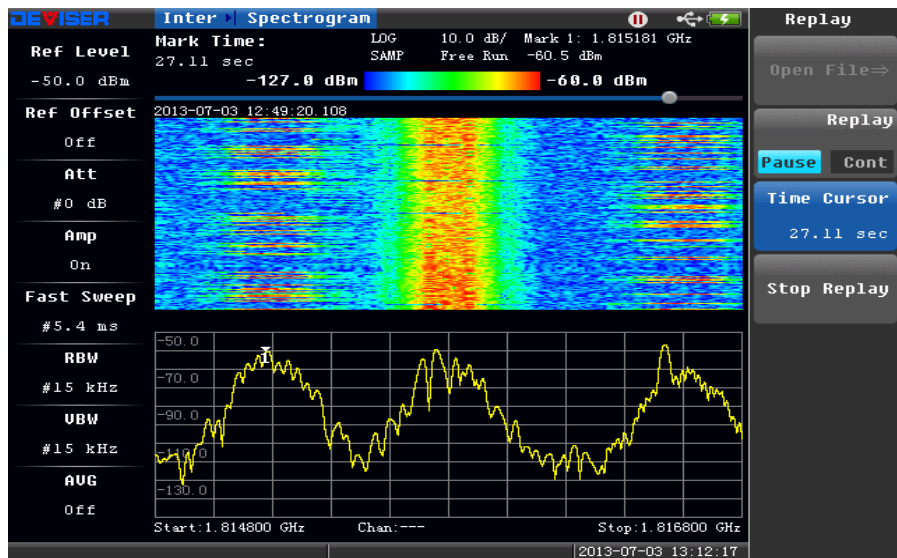 DEVISER Inter Spectrogram Replay
Ref Level
-50.0 dBm
Ref Offset
Off
Att
#0 dB
Amp
On
Fast Sweep
#5.4 ms
RBW
#15 kHz
VBW
#15 kHz
AVG
Off
Mark Time: LOG 10.0 dB/ Mark 1: 1.815181 GHz
27.11 sec SAMP Free Run -60.5 dBm
-127.0 dBm -60.0 dBm
2013-07-03 12:49:20.108
1
-50.0
-70.0
-90.0
-110.0
-130.0
Start:1.814800 GHz Chan:--- Stop:1.816800 GHz
2013-07-03 13:12:17
Open File⇒
Replay
Pause Cont
Time Cursor
27.11 sec
Stop Replay